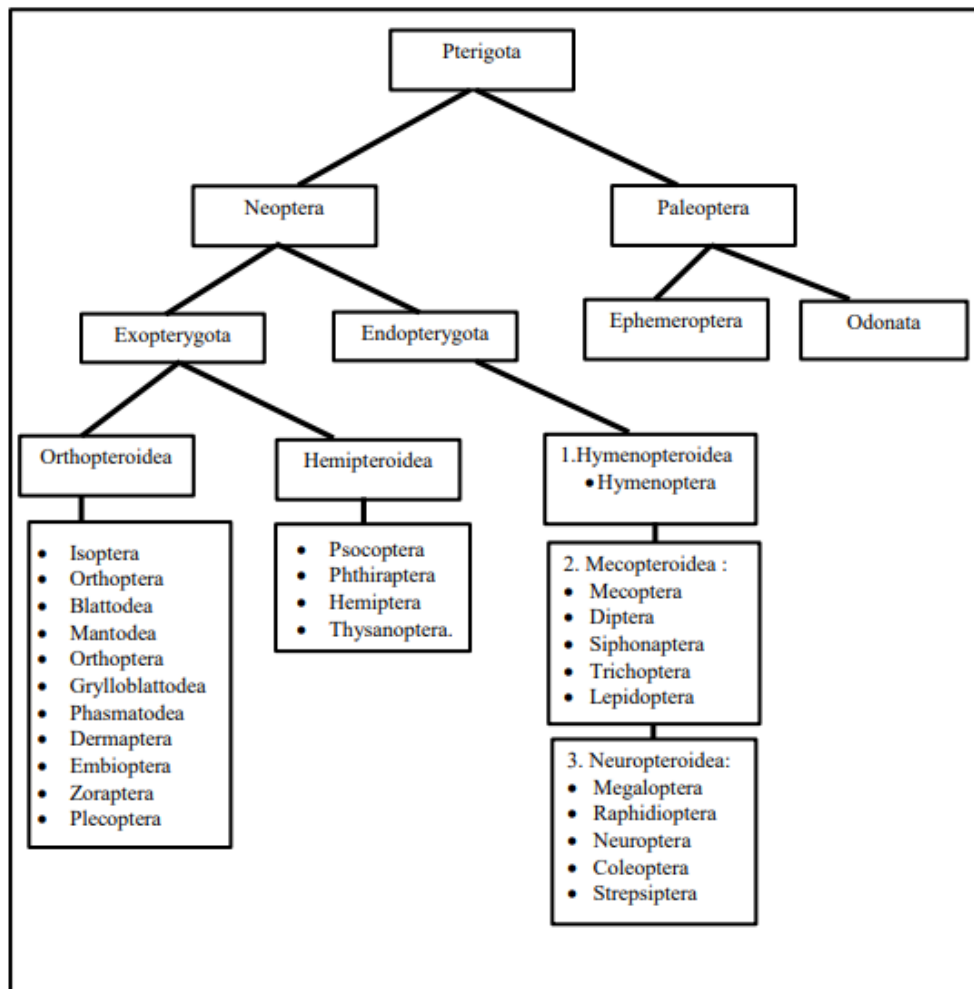 Pterigota
Neoptera
Paleoptera
Exopterygota
Endopterygota
Ephemeroptera
Odonata
Orthopteroidea
Hemipteroidea
1.Hymenopteroidea
•Hymenoptera
• Isoptera
• Orthoptera
• Blattodea
• Mantodea
• Orthoptera
• Grylloblattodea
• Phasmatodea
• Dermaptera
• Embioptera
• Zoraptera
• Plecoptera
• Psocoptera
• Phthiraptera
• Hemiptera
• Thysanoptera.
2. Mecopteroidea :
• Mecoptera
• Diptera
• Siphonaptera
• Trichoptera
• Lepidoptera
3. Neuropteroidea:
• Megaloptera
• Raphidioptera
• Neuroptera
• Coleoptera
• Strepsiptera